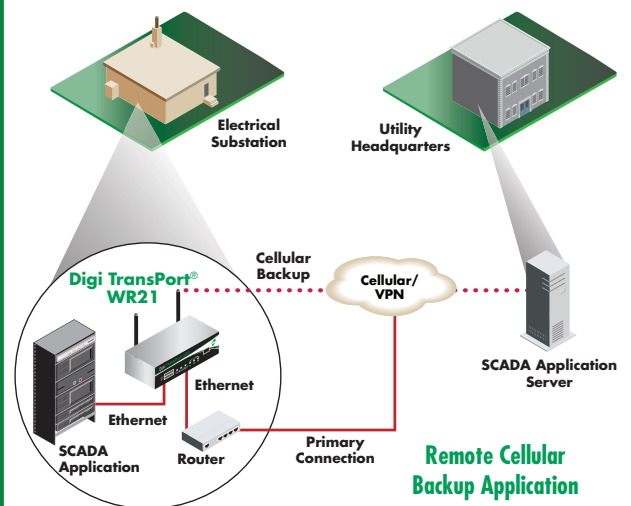 Electrical
Substation
Utility
Headquarters
Cellular
Backup
Cellular/
VPN
Digi TransPort®
WR21
SCADA Application
Server
Ethernet
Ethernet
SCADA
Application
Router
Primary
Connection
Remote Cellular
Backup Application